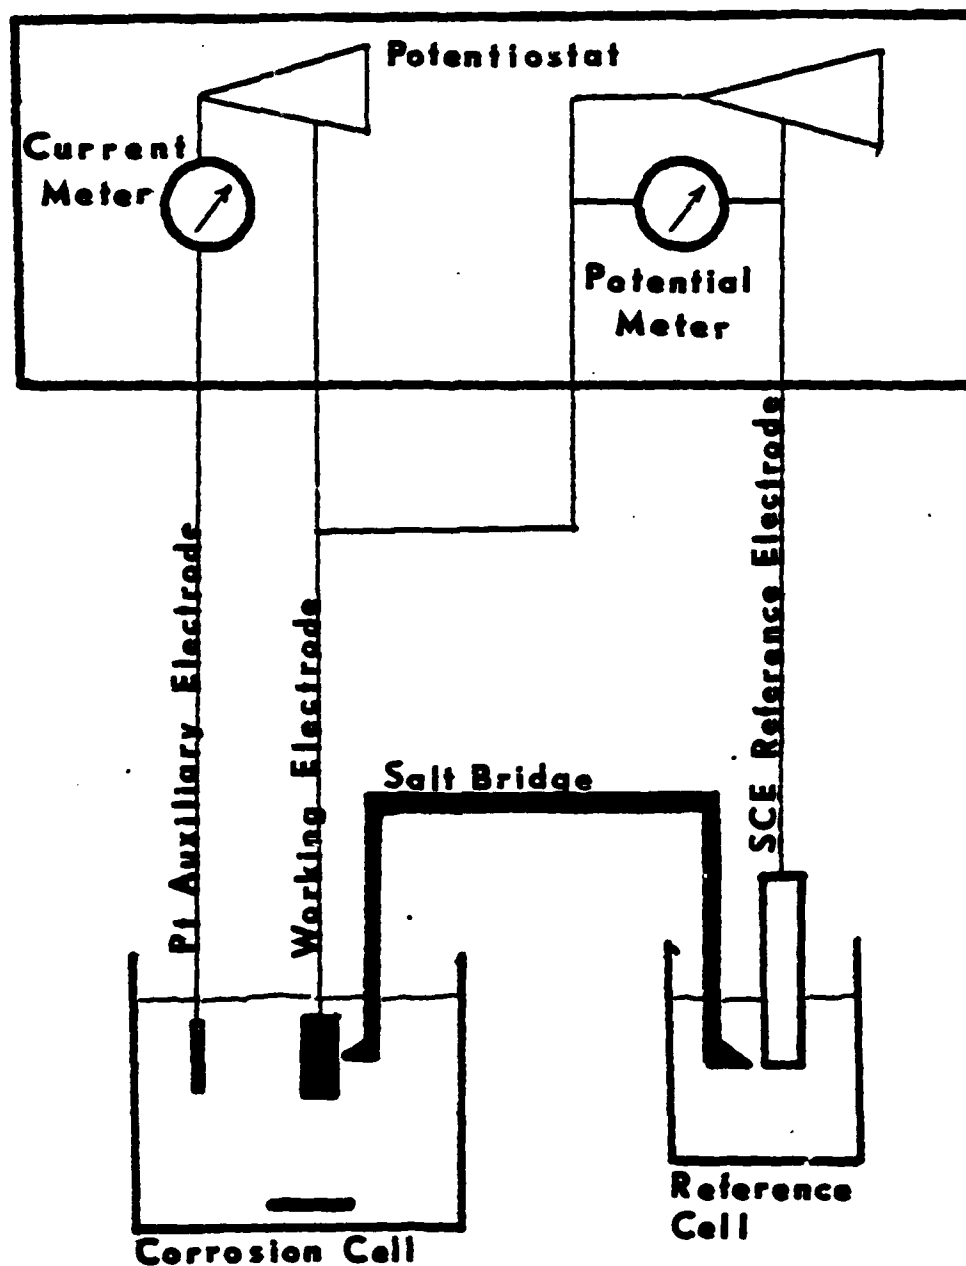 Potentiostat
Current
Meter
Potential
Meter
Pt Auxiliary Electrode
Working Electrode
SCE Reference Electrode
Salt Bridge
Corrosion Cell
Reference
Cell